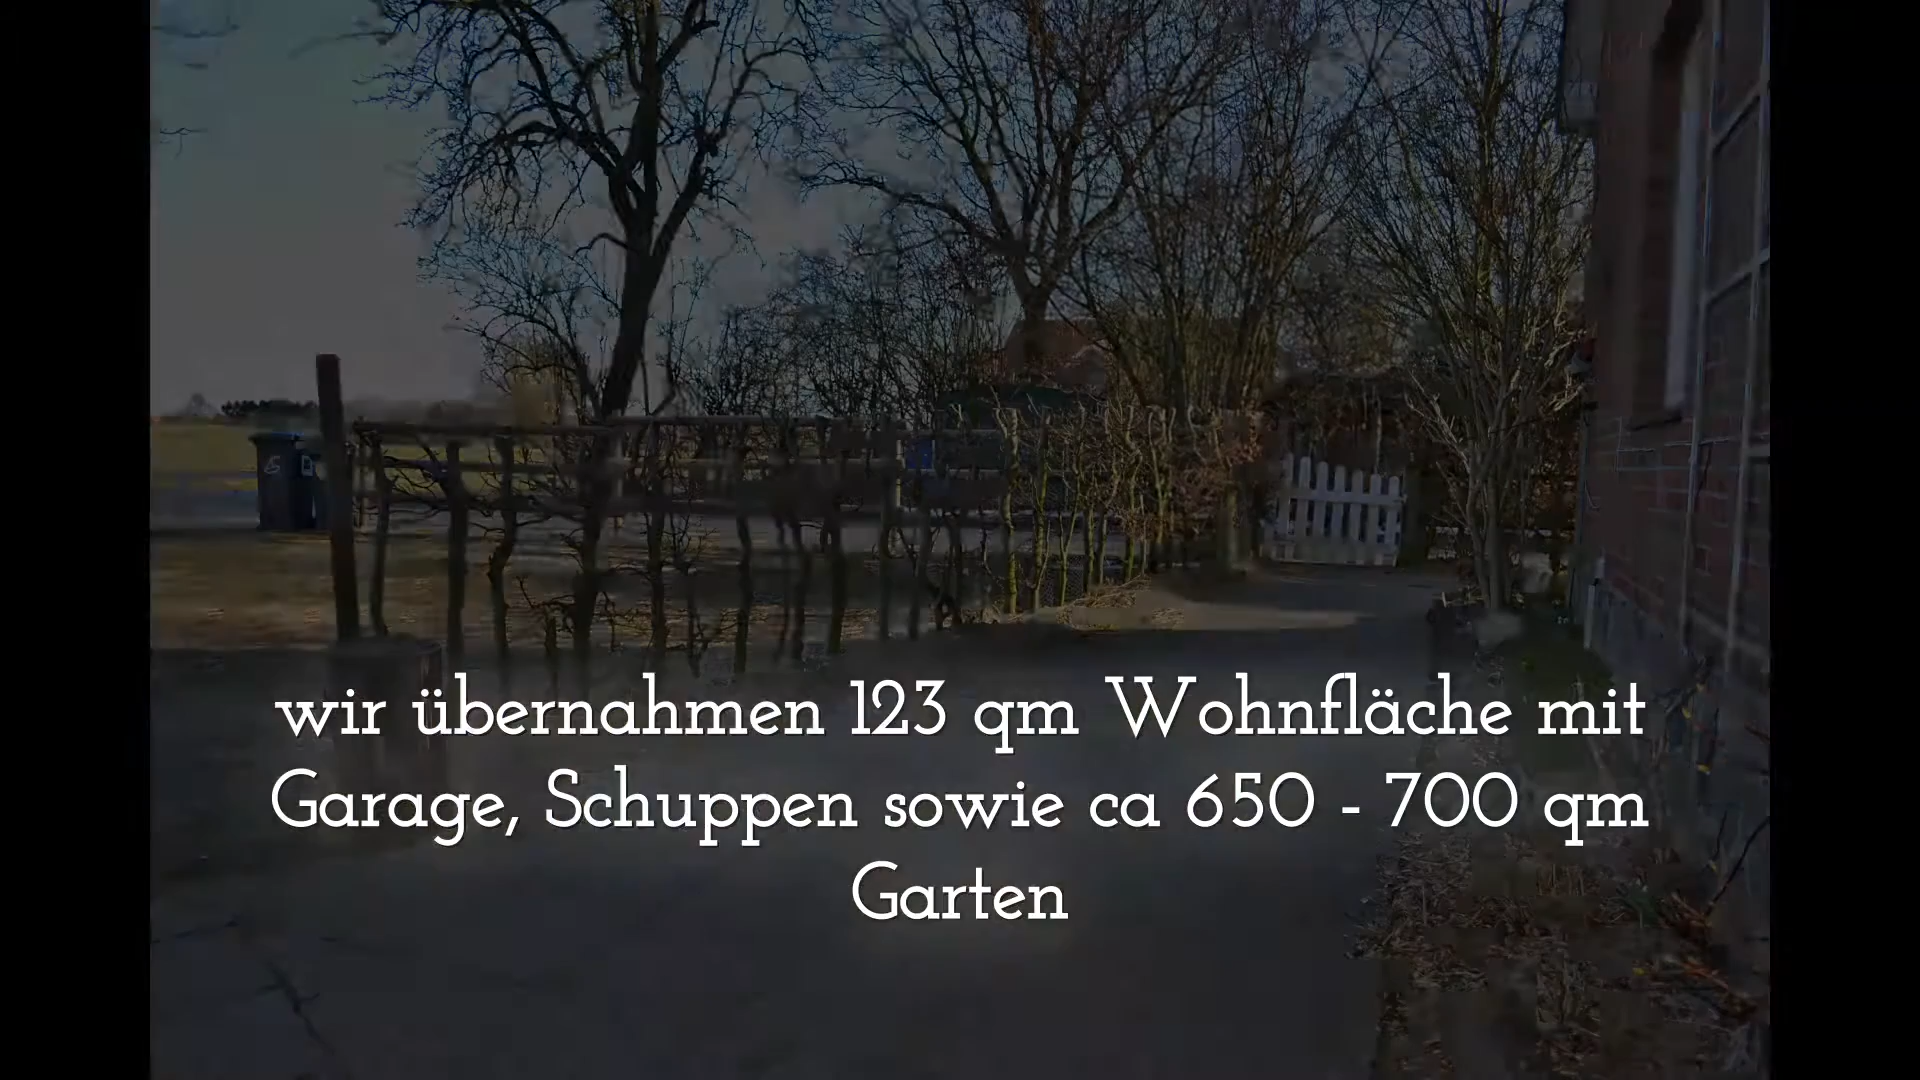 wir übernahmen 123 qm Wohnfläche mit
Garage, Schuppen sowie ca 650 - 700 qm
Garten